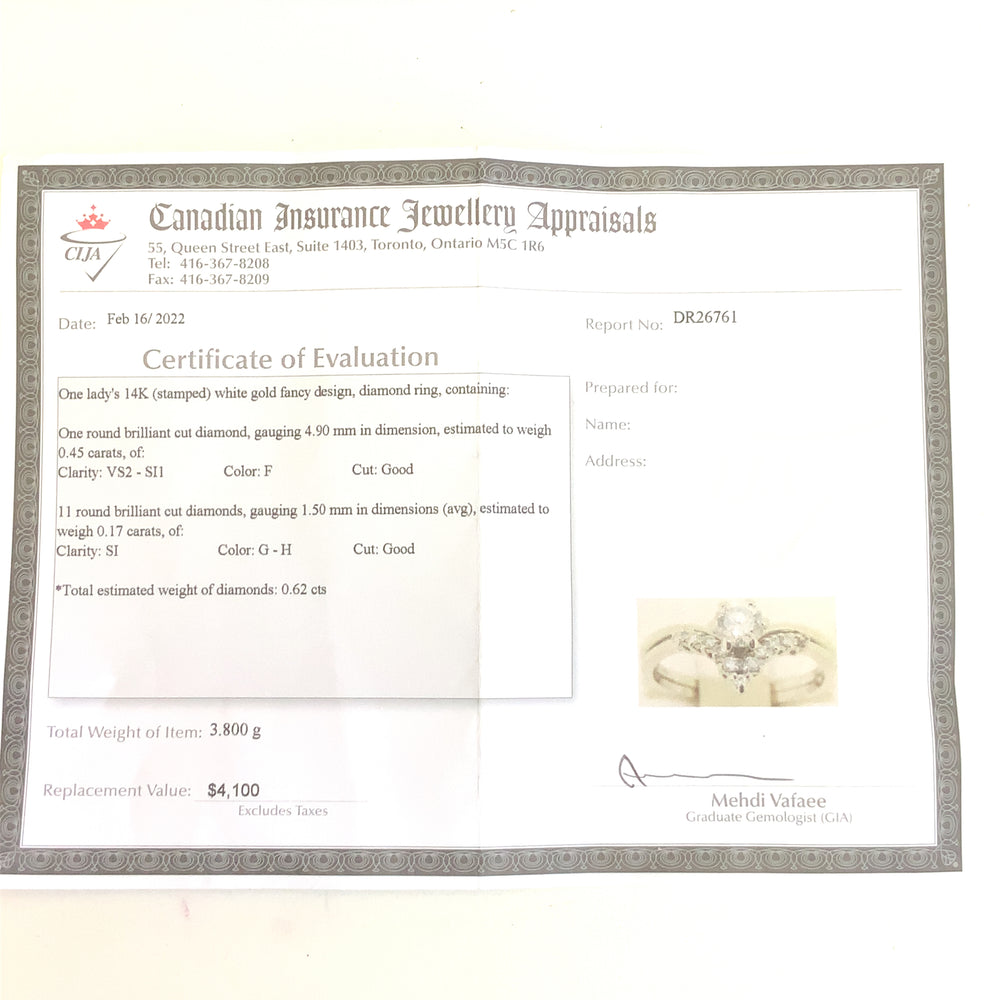 CIJA
Canadian Insurance Jewellery Appraisals
55, Queen Street East, Suite 1403, Toronto, Ontario M5C 1R6
Tel: 416-367-8208
Fax: 416-367-8209
Date: Feb 16/ 2022
Report No: DR26761
Certificate of Evaluation
One lady's 14K (stamped) white gold fancy design, diamond ring, containing:
One round brilliant cut diamond, gauging 4.90 mm in dimension, estimated to weigh
0.45 carats, of:
Clarity: VS2 - SI1 Color: F Cut: Good
11 round brilliant cut diamonds, gauging 1.50 mm in dimensions (avg), estimated to
weigh 0.17 carats, of:
Clarity: SI Color: G - H Cut: Good
*Total estimated weight of diamonds: 0.62 cts
Prepared for:
Name:
Address:
Total Weight of Item: 3.800 g
Replacement Value: $4,100
Excludes Taxes
Mehdi Vafaee
Graduate Gemologist (GIA)